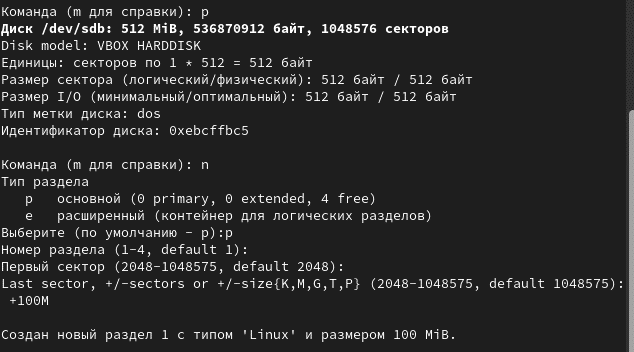 Команда (m для справки): p
Диск /dev/sdb: 512 MiB, 536870912 байт, 1048576 секторов
Disk model: VBOX HARDDISK
Единицы: секторов по 1 * 512 = 512 байт
Размер сектора (логический/физический): 512 байт / 512 байт
Размер I/O (минимальный/оптимальный): 512 байт / 512 байт
Тип метки диска: dos
Идентификатор диска: 0xebcffbc5
Команда (m для справки): n
Тип раздела
p основной (0 primary, 0 extended, 4 free)
e расширенный (контейнер для логических разделов)
Выберите (по умолчанию - p):p
Номер раздела (1-4, default 1):
Первый сектор (2048-1048575, default 2048):
Last sector, +/-sectors or +/-size{K,M,G,T,P} (2048-1048575, default 1048575):
+100M
Создан новый раздел 1 с типом 'Linux' и размером 100 MiB.